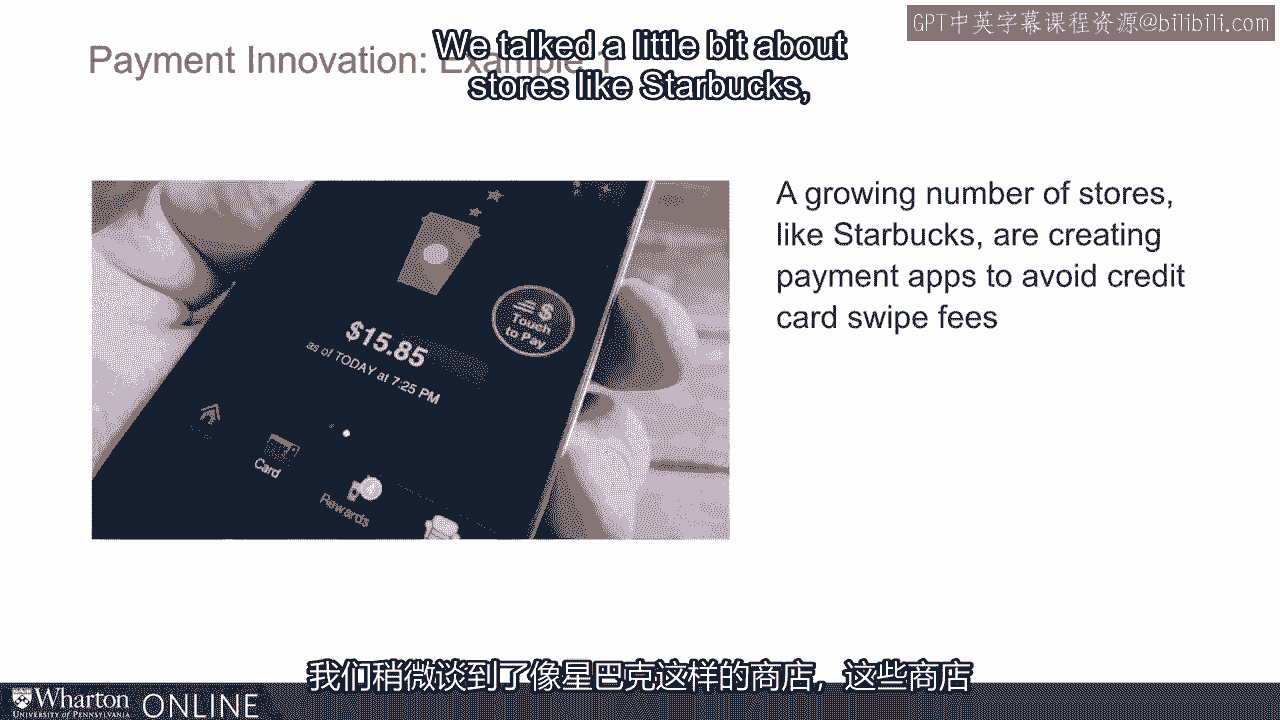 GPT中英字幕课程资源@bilibili.com
Payment Innovation: Example 1
We talked a little bit about
stores like Starbucks,
A growing number of stores,
like Starbucks, are creating
payment apps to avoid credit
card swipe fees
$
Touch
to Pay
$15.85
as of TODAY at 7:25 PM
Card
Rewards
我们稍微谈到了像星巴克这样的商店，这些商店
Wharton
UNIVERSITY of PENNSYLVANIA
ONLINE